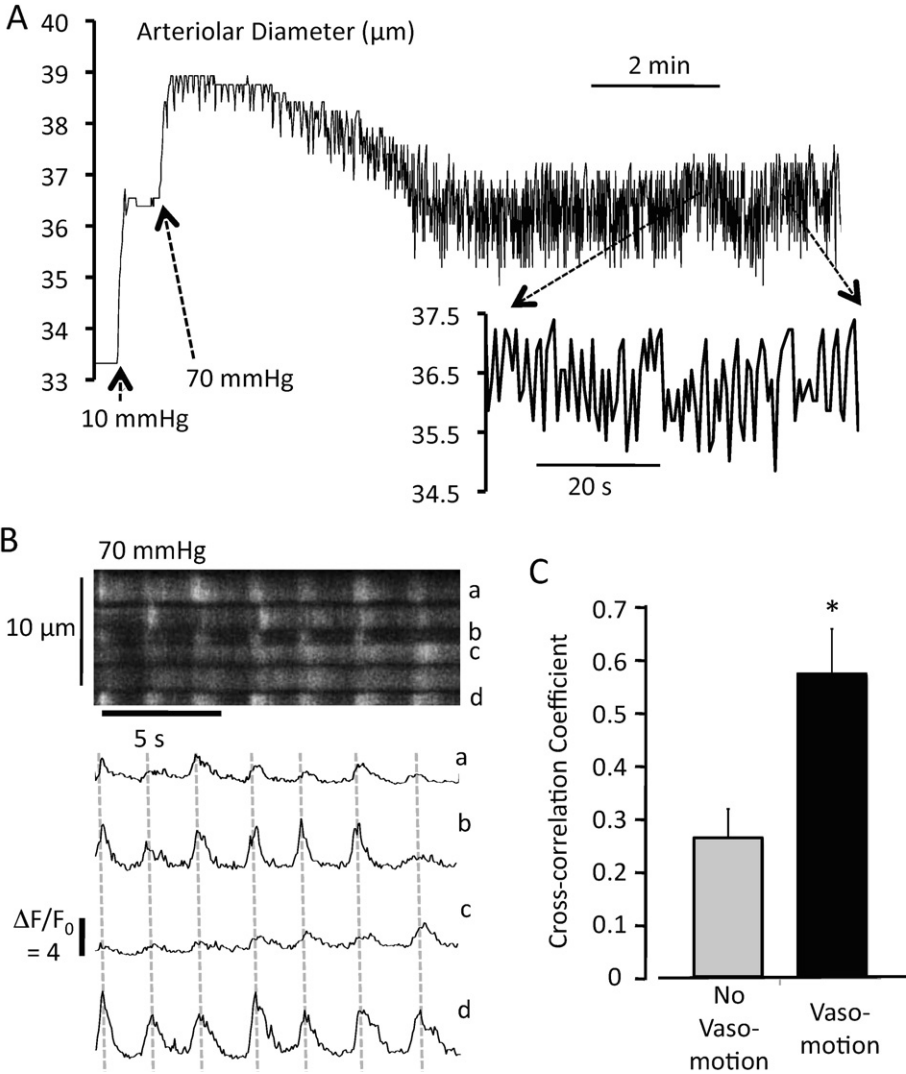 A
Arteriolar Diameter (µm)
2 min
40
39
38
37
36
35
34
33
10 mmHg
70 mmHg
37.5
36.5
35.5
34.5
20 s
B
70 mmHg
10 µm
a
b
c
d
5 s
a
b
c
d
ΔF/F0
= 4
C
Cross-correlation Coefficient
0.7
0.6
0.5
0.4
0.3
0.2
0.1
0
*
No
Vaso-
motion
Vaso-
motion